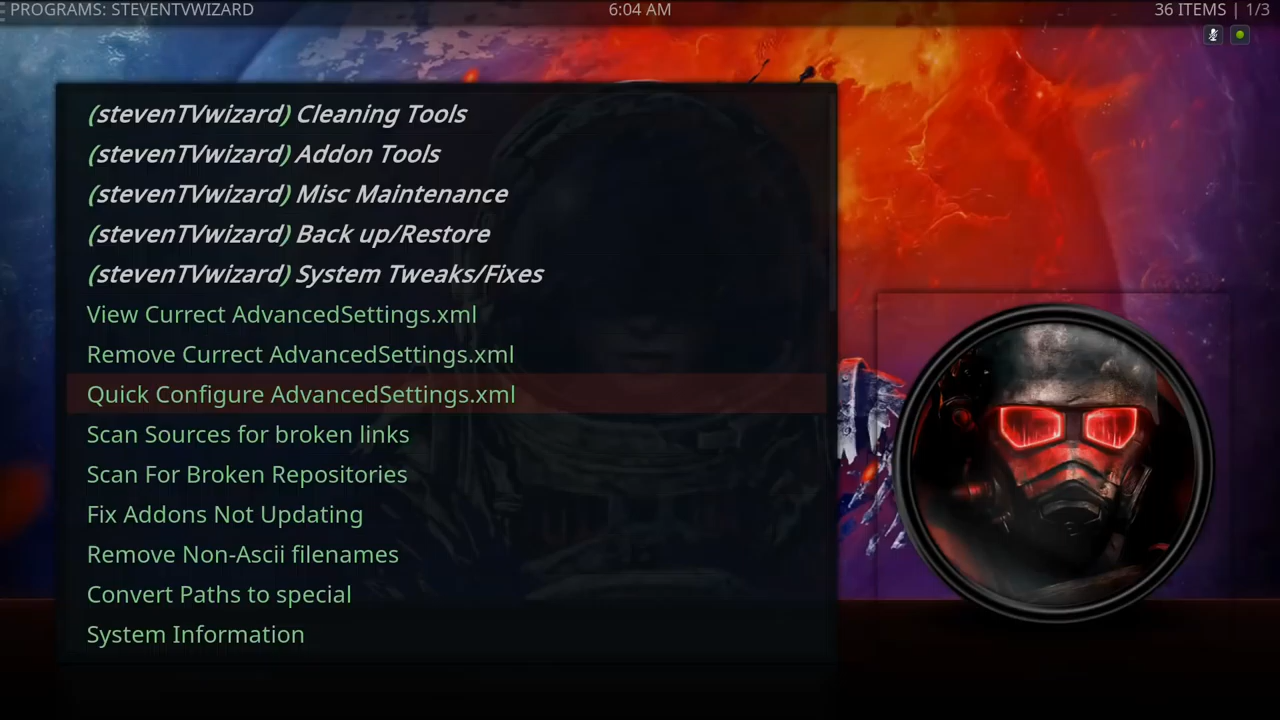 PROGRAMS: STEVENTVWIZARD
6:04 AM
36 ITEMS | 1/3
(stevenTVwizard) Cleaning Tools
(stevenTVwizard) Addon Tools
(stevenTVwizard) Misc Maintenance
(stevenTVwizard) Back up/Restore
(stevenTVwizard) System Tweaks/Fixes
View Currect AdvancedSettings.xml
Remove Currect AdvancedSettings.xml
Quick Configure AdvancedSettings.xml
Scan Sources for broken links
Scan For Broken Repositories
Fix Addons Not Updating
Remove Non-Ascii filenames
Convert Paths to special
System Information